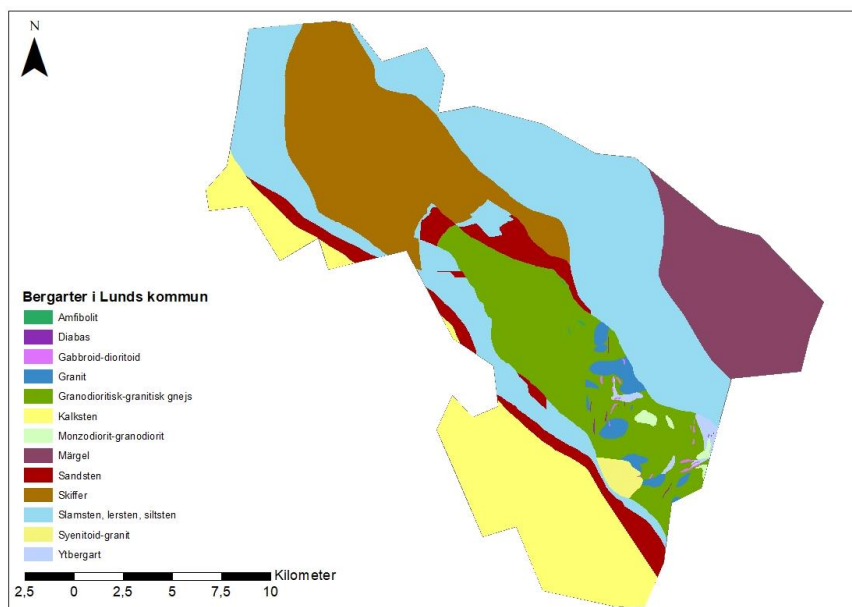 N
Bergarter i Lunds kommun
Amfibolit
Diabas
Gabbroid-dioritoid
Granit
Granodioritisk-granitisk gnejs
Kalksten
Monzodiorit-granodiorit
Märgel
Sandsten
Skiffer
Slamsten, lersten, siltsten
Syenitoid-granit
Ytbergart
Kilometer
2,5 0 2,5 5 7,5 10